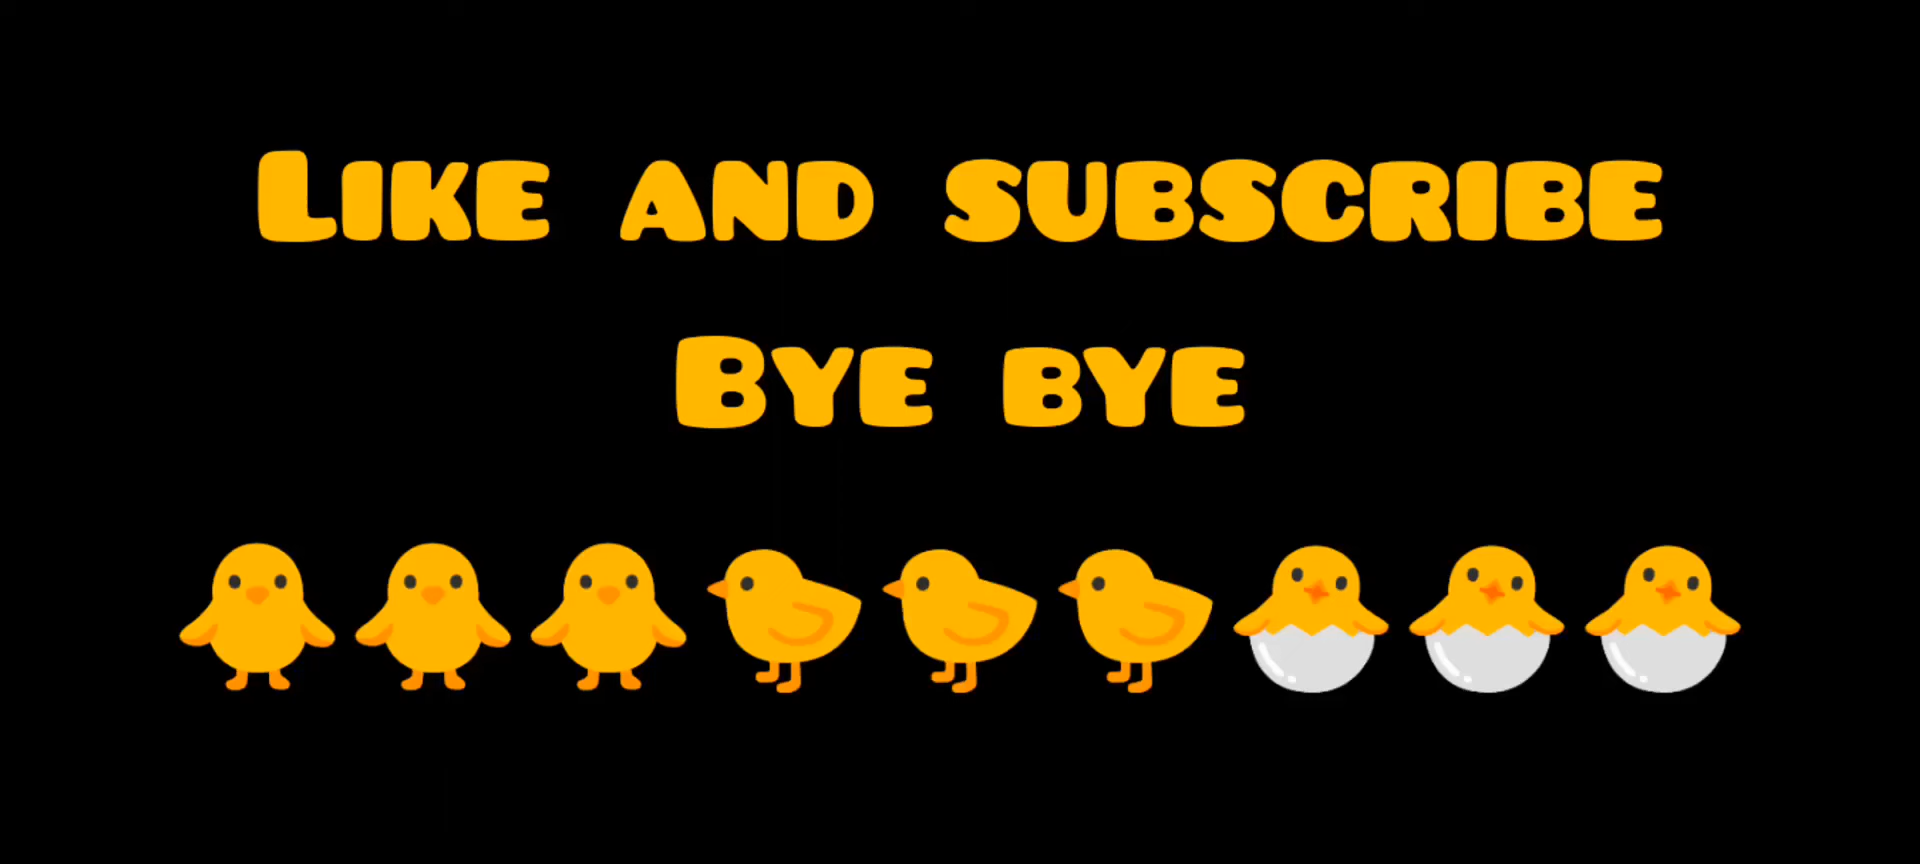 Like and subscribe
Bye bye
🐥🐥🐥🐤🐤🐤🐣🐣🐣